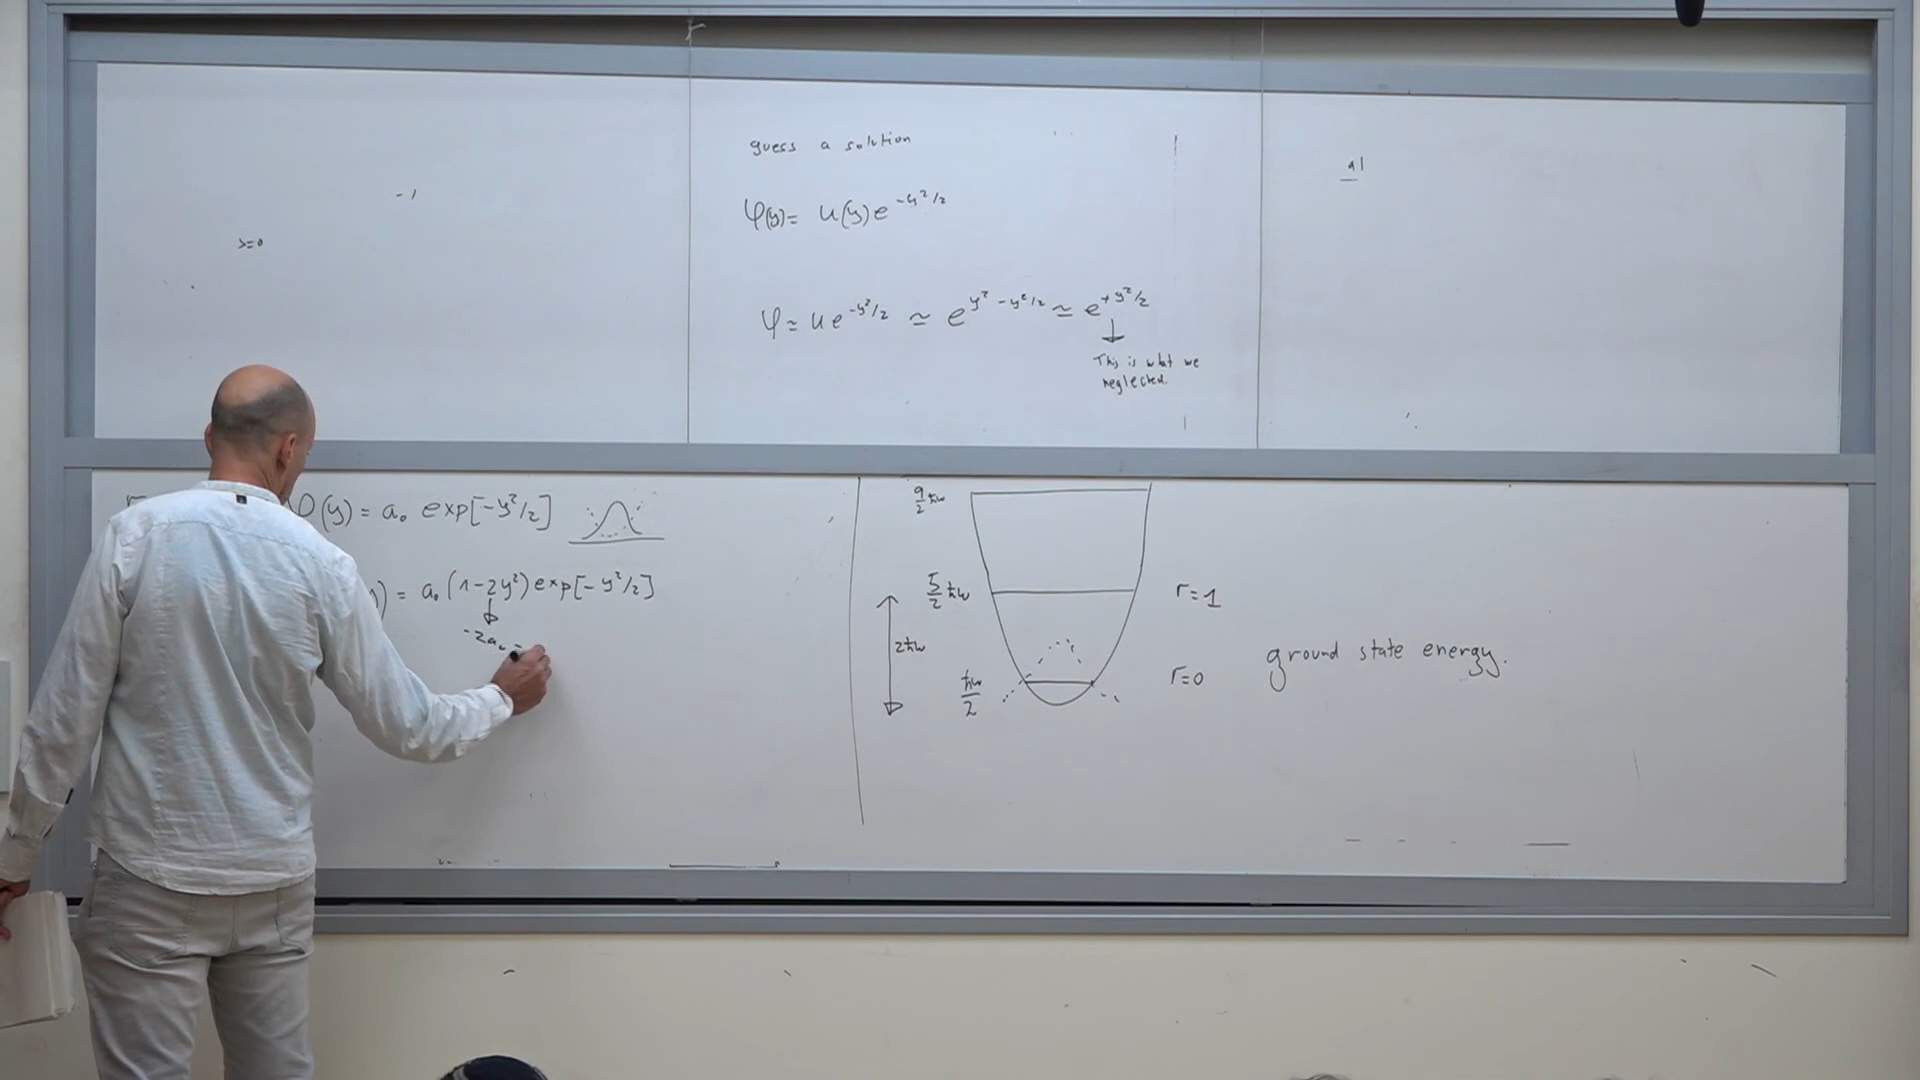 guess a solution
φ(y)= u(y)e^{-y²/2}
φ ≃ u e^{-y²/2} ≃ e^{y² - y²/2} ≃ e^{+y²/2}
This is what we
neglected.
-1
>=0
a1
φ(y) = a₀ exp[-y²/2]
) = a₀ (1-2y²) exp[-y²/2]
-2a₀ =
9/2 ħω
5/2 ħω
r=1
2ħω
ħω/2
r=0
ground state energy.